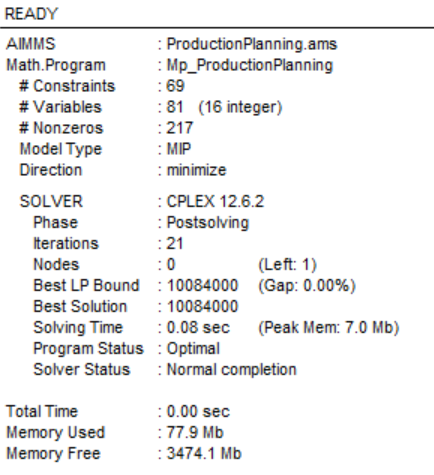 READY
AIMMS : ProductionPlanning.ams
Math.Program : Mp_ProductionPlanning
# Constraints : 69
# Variables : 81 (16 integer)
# Nonzeros : 217
Model Type : MIP
Direction : minimize
SOLVER : CPLEX 12.6.2
Phase : Postsolving
Iterations : 21
Nodes : 0 (Left: 1)
Best LP Bound : 10084000 (Gap: 0.00%)
Best Solution : 10084000
Solving Time : 0.08 sec (Peak Mem: 7.0 Mb)
Program Status : Optimal
Solver Status : Normal completion
Total Time : 0.00 sec
Memory Used : 77.9 Mb
Memory Free : 3474.1 Mb